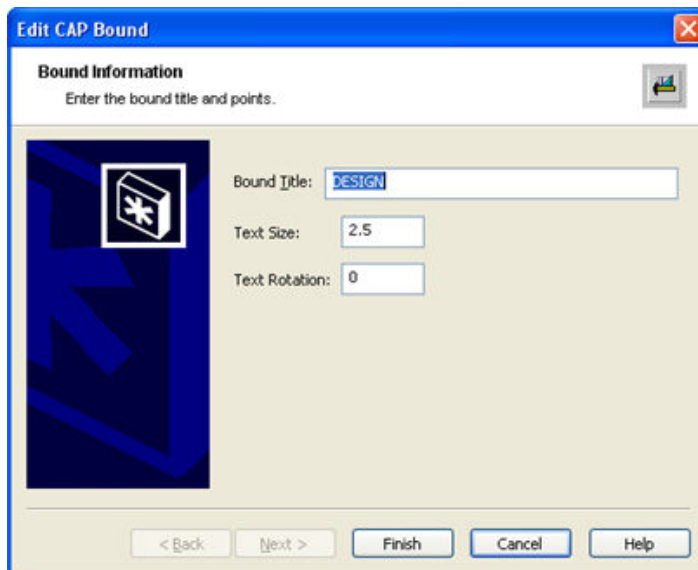 Edit CAP Bound
Bound Information
Enter the bound title and points.
Bound Title: DESIGN
Text Size: 2.5
Text Rotation: 0
< Back Next > Finish Cancel Help